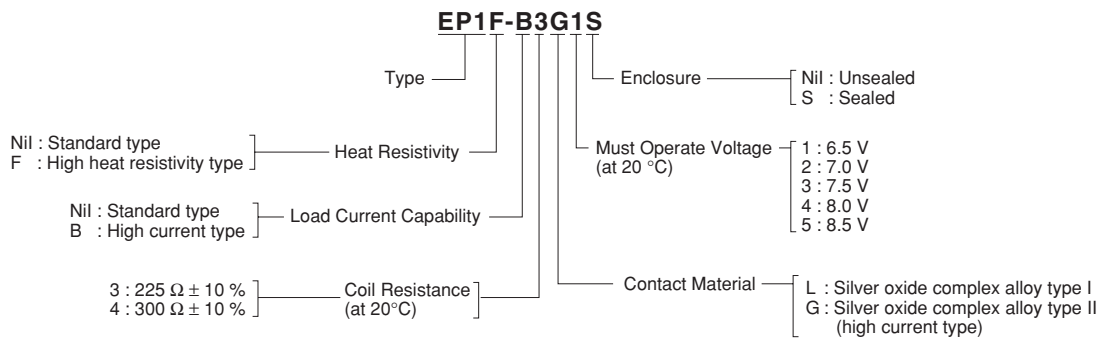 EP1F-B3G1S
Type
Enclosure
Nil : Unsealed
S : Sealed
Nil : Standard type
F : High heat resistivity type
Heat Resistivity
Must Operate Voltage
(at 20 °C)
1 : 6.5 V
2 : 7.0 V
3 : 7.5 V
4 : 8.0 V
5 : 8.5 V
Nil : Standard type
B : High current type
Load Current Capability
3 : 225 Ω ± 10 %
4 : 300 Ω ± 10 %
Coil Resistance
(at 20°C)
Contact Material
L : Silver oxide complex alloy type I
G : Silver oxide complex alloy type II
(high current type)